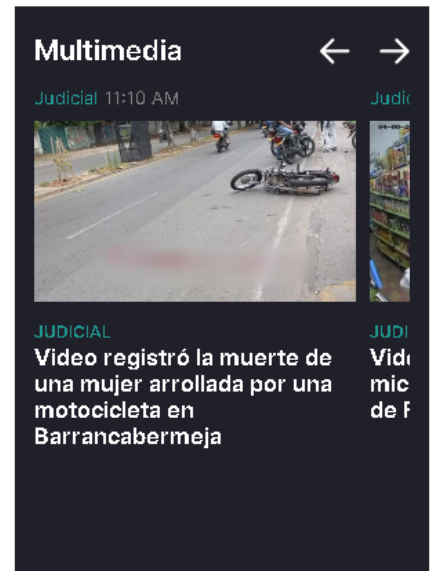 Multimedia
Judicial 11:10 AM
JUDICIAL
Video registró la muerte de
una mujer arrollada por una
motocicleta en
Barrancabermeja